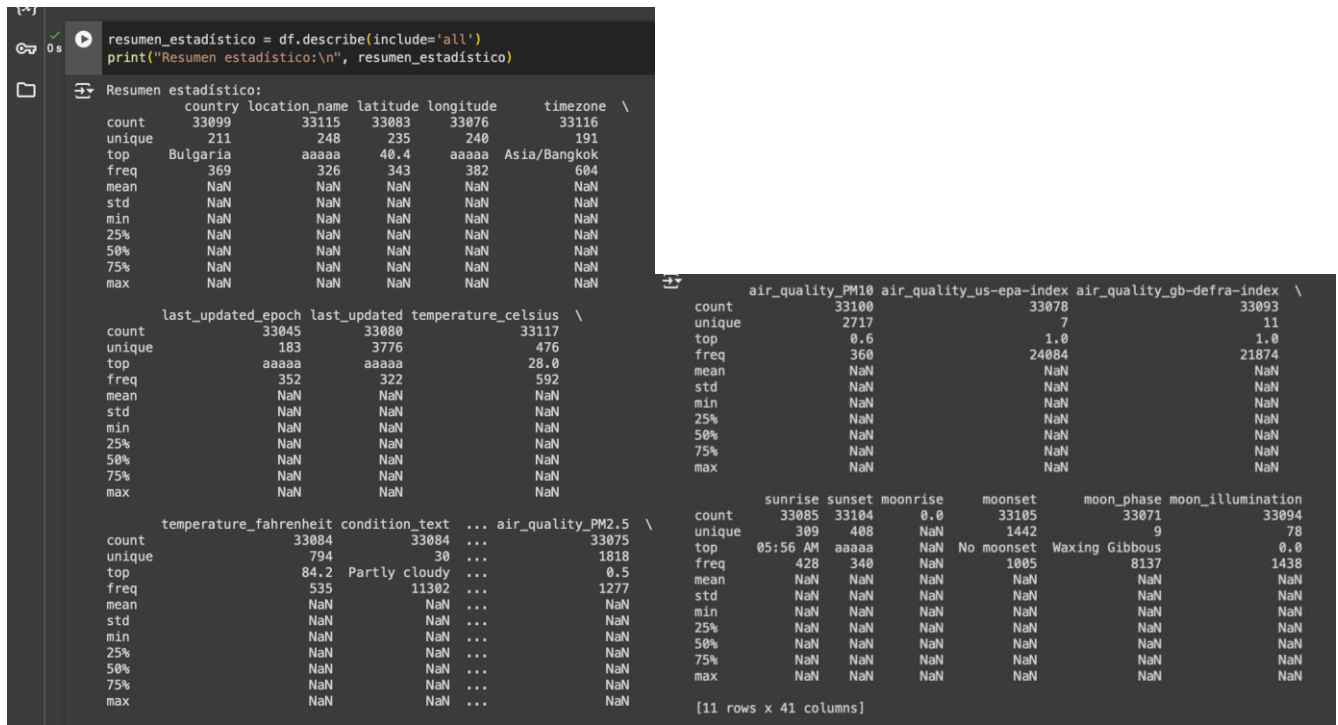 {x}
0 s
resumen_estadístico = df.describe(include='all')
print("Resumen estadístico:\n", resumen_estadístico)
Resumen estadístico:
country location_name latitude longitude timezone \
count 33099 33115 33083 33076 33116
unique 211 248 235 240 191
top Bulgaria aaaaa 40.4 aaaaa Asia/Bangkok
freq 369 326 343 382 604
mean NaN NaN NaN NaN NaN
std NaN NaN NaN NaN NaN
min NaN NaN NaN NaN NaN
25% NaN NaN NaN NaN NaN
50% NaN NaN NaN NaN NaN
75% NaN NaN NaN NaN NaN
max NaN NaN NaN NaN NaN
last_updated_epoch last_updated temperature_celsius \
count 33045 33080 33117
unique 183 3776 476
top aaaaa aaaaa 28.0
freq 352 322 592
mean NaN NaN NaN
std NaN NaN NaN
min NaN NaN NaN
25% NaN NaN NaN
50% NaN NaN NaN
75% NaN NaN NaN
max NaN NaN NaN
temperature_fahrenheit condition_text ... air_quality_PM2.5 \
count 33084 33084 ... 33075
unique 794 30 ... 1818
top 84.2 Partly cloudy ... 0.5
freq 535 11302 ... 1277
mean NaN NaN ... NaN
std NaN NaN ... NaN
min NaN NaN ... NaN
25% NaN NaN ... NaN
50% NaN NaN ... NaN
75% NaN NaN ... NaN
max NaN NaN ... NaN
air_quality_PM10 air_quality_us-epa-index air_quality_gb-defra-index \
count 33100 33078 33093
unique 2717 7 11
top 0.6 1.0 1.0
freq 360 24084 21874
mean NaN NaN NaN
std NaN NaN NaN
min NaN NaN NaN
25% NaN NaN NaN
50% NaN NaN NaN
75% NaN NaN NaN
max NaN NaN NaN
sunrise sunset moonrise moonset moon_phase moon_illumination
count 33085 33104 0.0 33105 33071 33094
unique 309 408 NaN 1442 9 78
top 05:56 AM aaaaa NaN No moonset Waxing Gibbous 0.0
freq 428 340 NaN 1005 8137 1438
mean NaN NaN NaN NaN NaN NaN
std NaN NaN NaN NaN NaN NaN
min NaN NaN NaN NaN NaN NaN
25% NaN NaN NaN NaN NaN NaN
50% NaN NaN NaN NaN NaN NaN
75% NaN NaN NaN NaN NaN NaN
max NaN NaN NaN NaN NaN NaN
[11 rows x 41 columns]